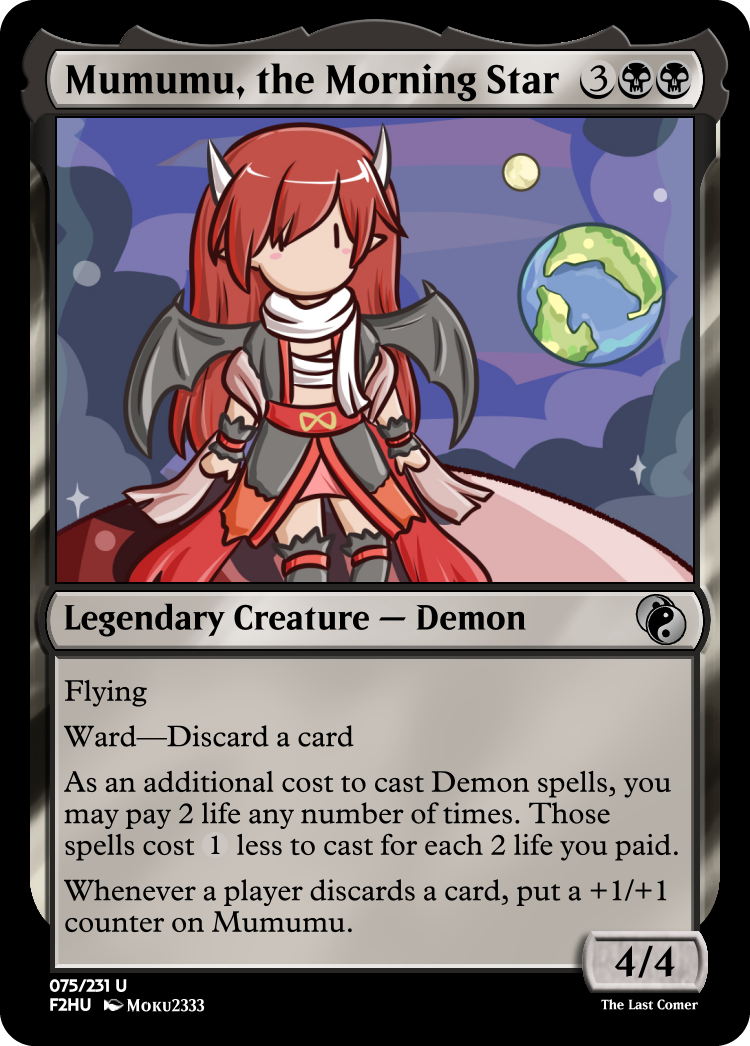 Mumumu, the Morning Star 3
Legendary Creature — Demon
Flying
Ward—Discard a card
As an additional cost to cast Demon spells, you
may pay 2 life any number of times. Those
spells cost 1 less to cast for each 2 life you paid.
Whenever a player discards a card, put a +1/+1
counter on Mumumu.
4/4
075/231 U
F2HU Moku2333
The Last Comer